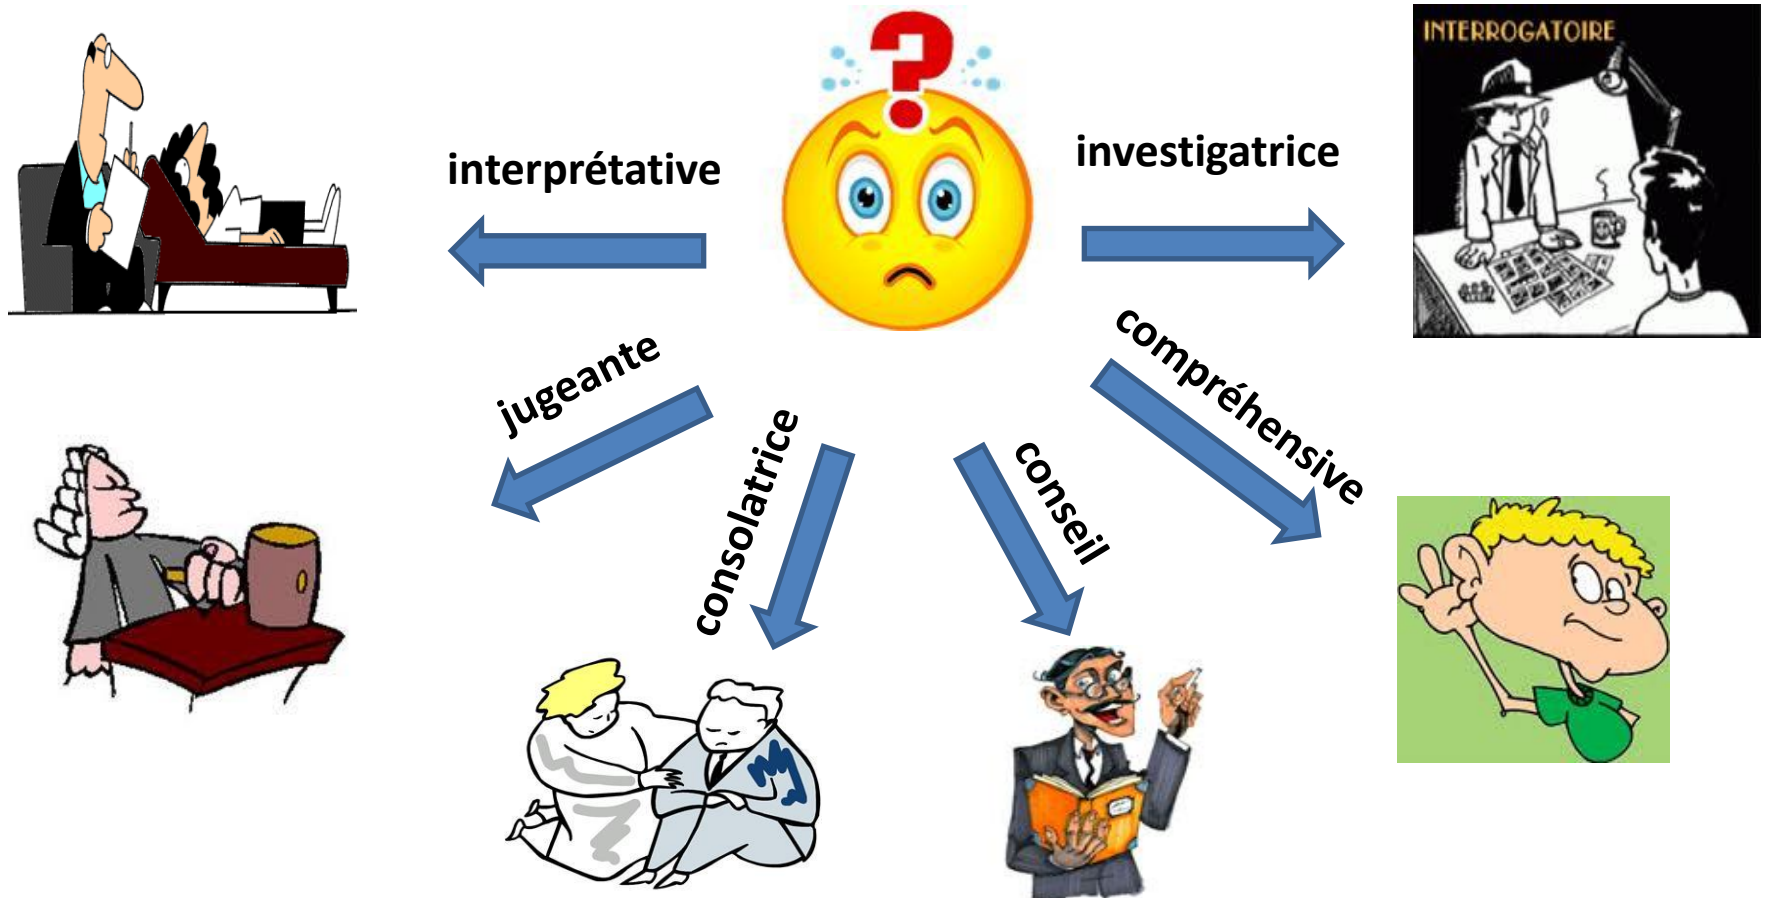 INTERROGATOIRE
interprétative
investigatrice
jugeante
consolatrice
conseil
compréhensive